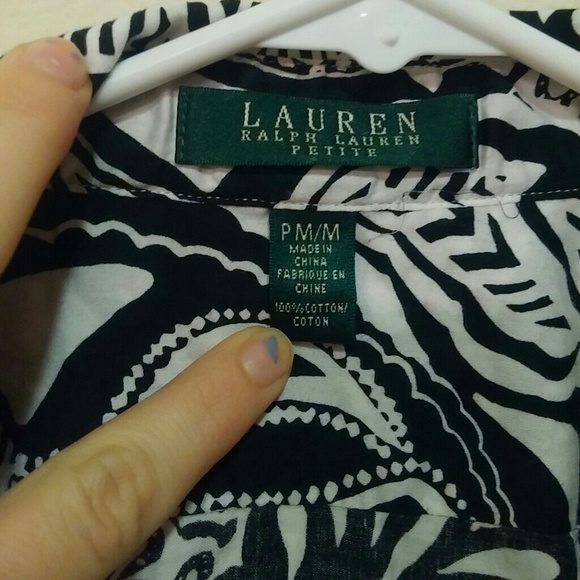 LAUREN
RALPH LAUREN
PETITE
PM/M
MADE IN
CHINA
FABRIQUE EN
CHINE
100% COTTON/
COTON